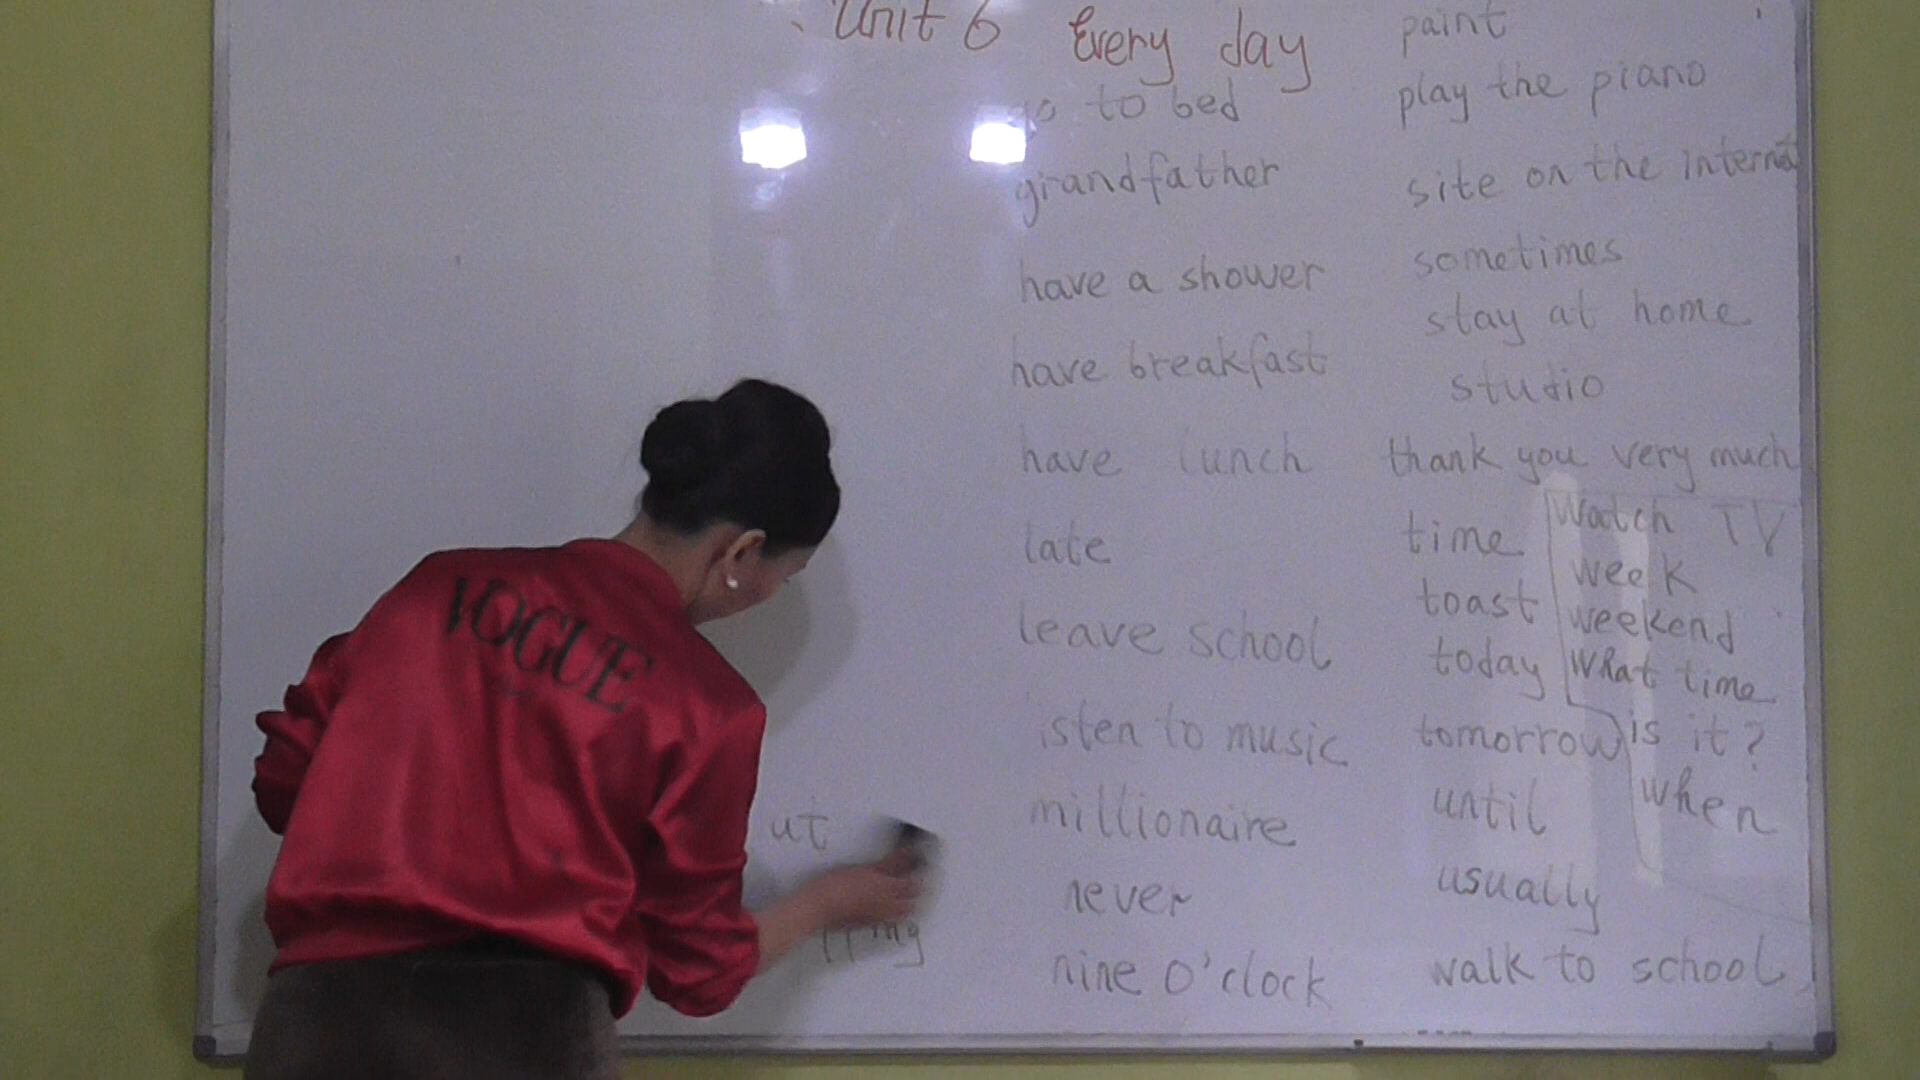 Unit 6 Every day
go to bed
grandfather
have a shower
have breakfast
have lunch
late
leave school
isten to music
millionaire
never
nine o'clock
paint
play the piano
site on the internet
sometimes
stay at home
studio
thank you very much
time
toast
today
tomorrow
until
usually
walk to school
Watch TV
week
weekend
What time
is it?
when
ut
VOGUE